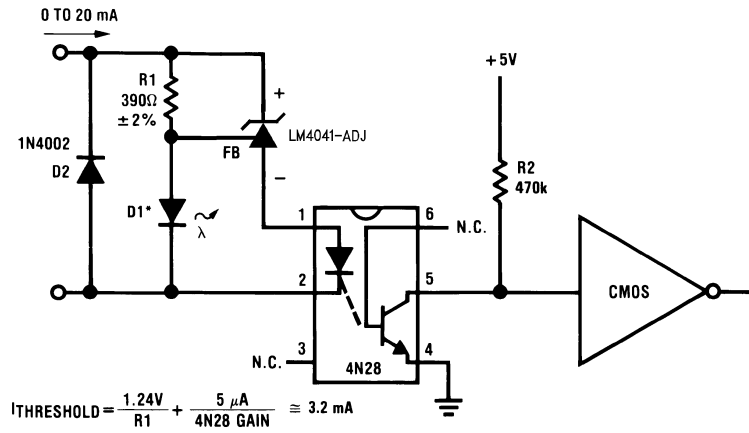 0 TO 20 mA
+5V
R1
390Ω
±2%
+
LM4041-ADJ
FB
1N4002
D2
−
R2
470k
D1*
λ
1
6
N.C.
2
5
CMOS
3
N.C.
4
4N28
ITHRESHOLD = 1.24V / R1 + 5 μA / 4N28 GAIN ≅ 3.2 mA